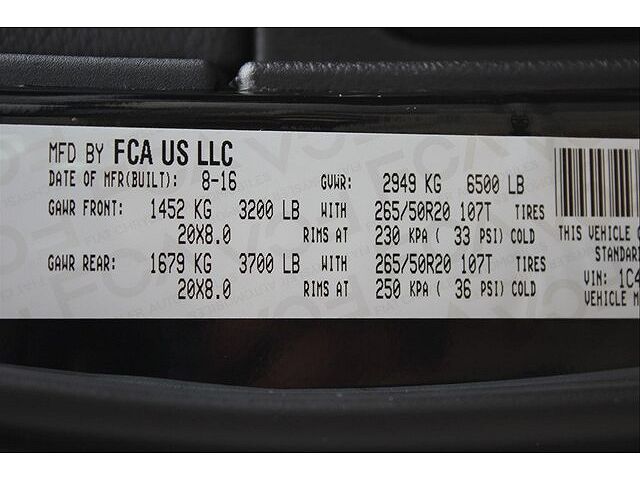 MFD BY FCA US LLC
DATE OF MFR(BUILT): 8-16 GVWR: 2949 KG 6500 LB
GAWR FRONT: 1452 KG 3200 LB WITH 265/50R20 107T TIRES
20X8.0 RIMS AT 230 KPA ( 33 PSI) COLD
GAWR REAR: 1679 KG 3700 LB WITH 265/50R20 107T TIRES
20X8.0 RIMS AT 250 KPA ( 36 PSI) COLD
THIS VEHICLE
STANDAR
VIN: 1C4
VEHICLE